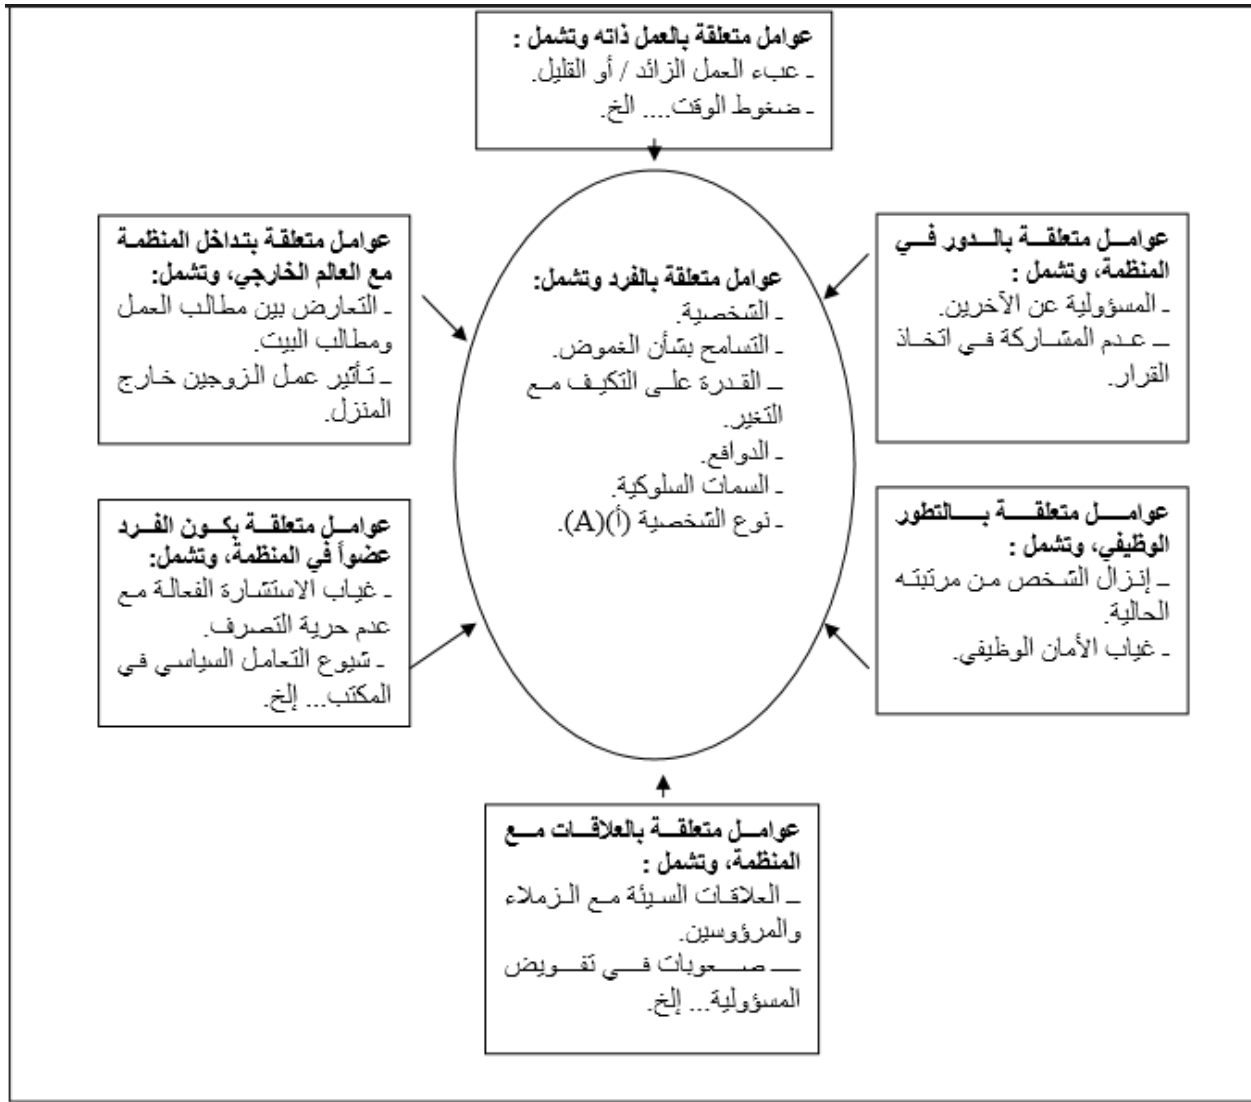 عوامل متعلقة بالعمل ذاته وتشمل :
ـ عبء العمل الزائد / أو القليل.
ـ ضغوط الوقت.... الخ.
عوامل متعلقة بالدور في
المنظمة، وتشمل :
ـ المسؤولية عن الآخرين.
ـ عدم المشاركة في اتخاذ
القرار.
عوامل متعلقة بتداخل المنظمة
مع العالم الخارجي، وتشمل:
ـ التعارض بين مطالب العمل
ومطالب البيت.
ـ تأثير عمل الزوجين خارج
المنزل.
عوامل متعلقة بالفرد وتشمل:
ـ الشخصية.
ـ التسامح بشأن الغموض.
ـ القدرة على التكيف مع
التغير.
ـ الدوافع.
ـ السمات السلوكية.
ـ نوع الشخصية (أ)(A).
عوامل متعلقة بالتطور
الوظيفي، وتشمل :
ـ إنزال الشخص من مرتبته
الحالية.
ـ غياب الأمان الوظيفي.
عوامل متعلقة بكون الفرد
عضواً في المنظمة، وتشمل:
ـ غياب الاستشارة الفعالة مع
عدم حرية التصرف.
ـ شيوع التعامل السياسي في
المكتب... إلخ.
عوامل متعلقة بالعلاقات مع
المنظمة، وتشمل :
ـ العلاقات السيئة مع الزملاء
والمرؤوسين.
ـ صعوبات في تفويض
المسؤولية... إلخ.